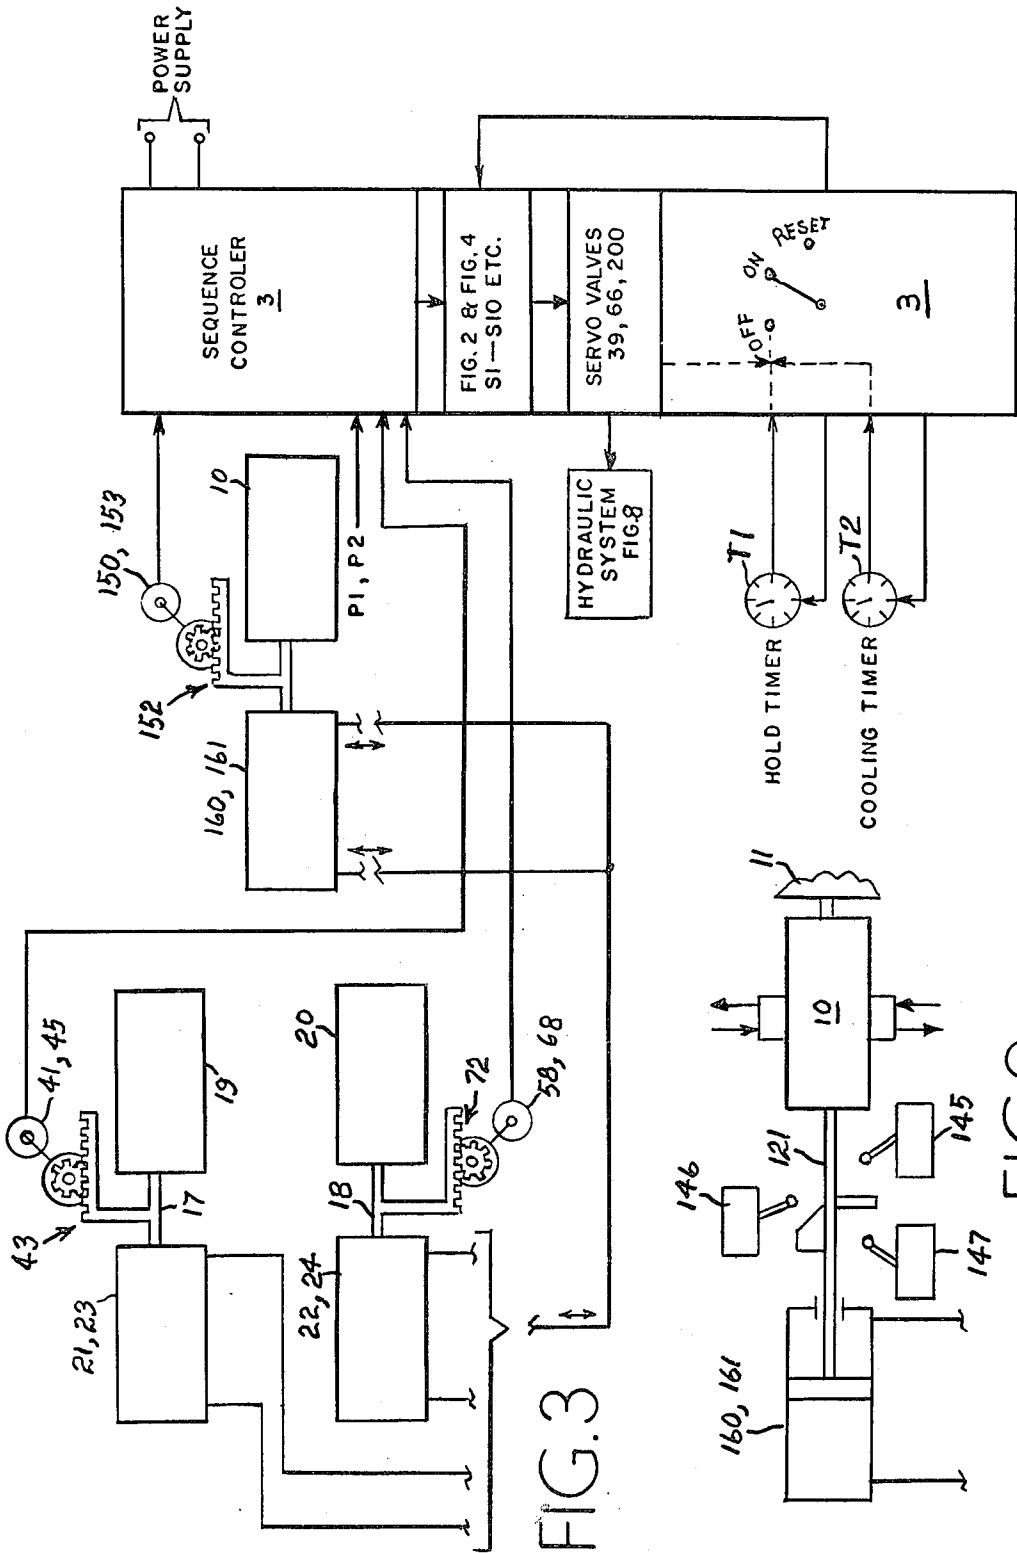 POWER
SUPPLY
SEQUENCE
CONTROLER
3
FIG. 2 & FIG. 4
S1—S10 ETC.
SERVO VALVES
39, 66, 200
OFF
ON
RESET
3
150, 153
152
10
160, 161
P1, P2
HYDRAULIC
SYSTEM
FIG.8
T1
HOLD TIMER
T2
COOLING TIMER
41, 45
43
17
19
21, 23
20
18
22, 24
72
58, 68
FIG.3
11
10
121
146
145
147
160, 161